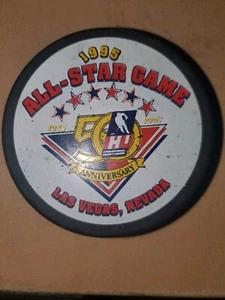 1995
ALL-STAR GAME
50
ANNIVERSARY
LAS VEGAS, NEVADA